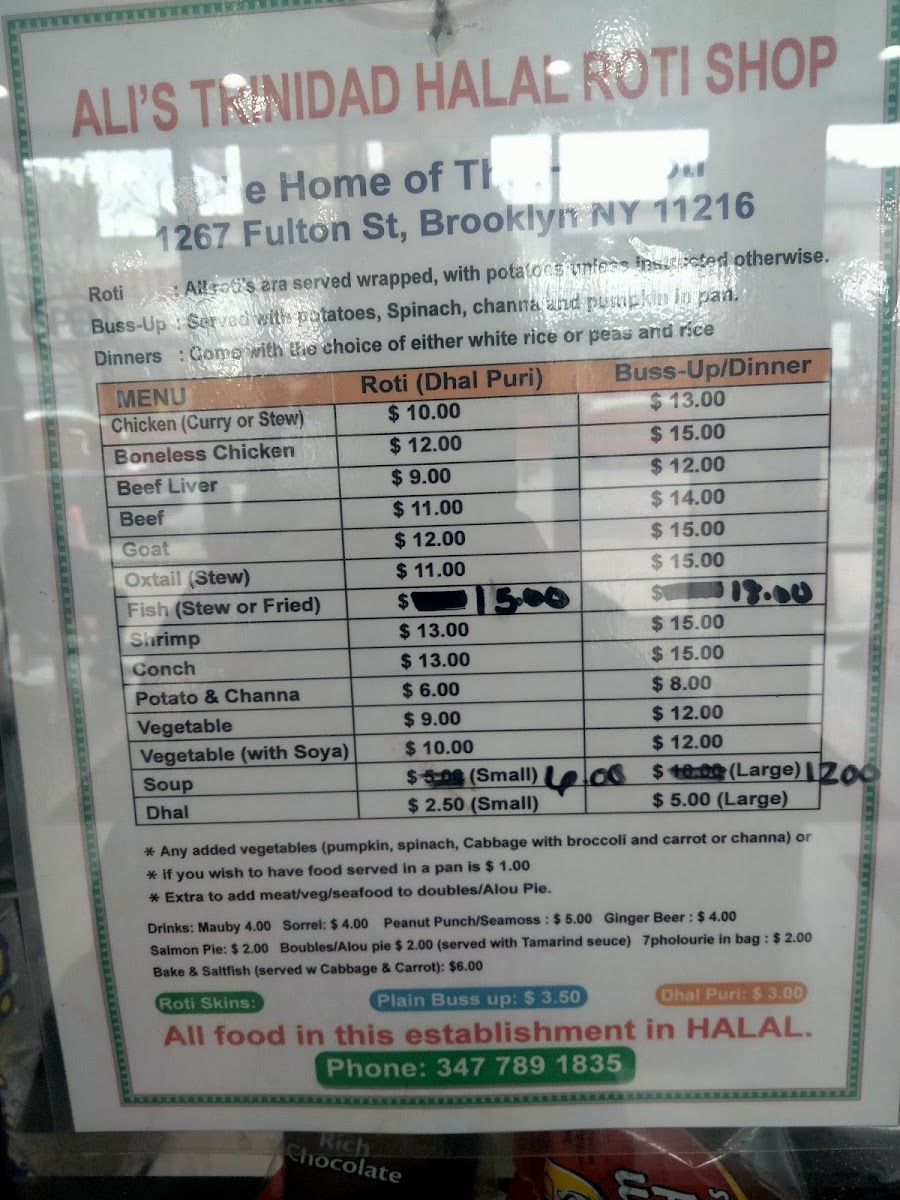 ALI'S TRINIDAD HALAL ROTI SHOP
Home of
1267 Fulton St, Brooklyn NY 11216
Roti : All roti's ara served wrapped, with potatoes unless instructed otherwise.
Buss-Up : Served with potatoes, Spinach, channa and pumpkin in pan.
Dinners : Come with the choice of either white rice or peas and rice
MENU Roti (Dhal Puri) Buss-Up/Dinner
Chicken (Curry or Stew) $ 10.00 $ 13.00
Boneless Chicken $ 12.00 $ 15.00
Beef Liver $ 9.00 $ 12.00
Beef $ 11.00 $ 14.00
Goat $ 12.00 $ 15.00
Oxtail (Stew) $ 11.00 $ 15.00
Fish (Stew or Fried) $ 15.00 $ 18.00
Shrimp $ 13.00 $ 15.00
Conch $ 13.00 $ 15.00
Potato & Channa $ 6.00 $ 8.00
Vegetable $ 9.00 $ 12.00
Vegetable (with Soya) $ 10.00 $ 12.00
Soup $ 5.00 (Small) 6.00 $ 10.00 (Large) 12 00
Dhal $ 2.50 (Small) $ 5.00 (Large)
* Any added vegetables (pumpkin, spinach, Cabbage with broccoli and carrot or channa) or
* if you wish to have food served in a pan is $ 1.00
* Extra to add meat/veg/seafood to doubles/Alou Pie.
Drinks: Mauby 4.00 Sorrel: $ 4.00 Peanut Punch/Seamoss : $ 5.00 Ginger Beer : $ 4.00
Salmon Pie: $ 2.00 Boubles/Alou pie $ 2.00 (served with Tamarind seuce) 7pholourie in bag : $ 2.00
Bake & Saltfish (served w Cabbage & Carrot): $6.00
Roti Skins: Plain Buss up: $ 3.50 Dhal Puri: $ 3.00
All food in this establishment in HALAL.
Phone: 347 789 1835
Rich
Chocolate